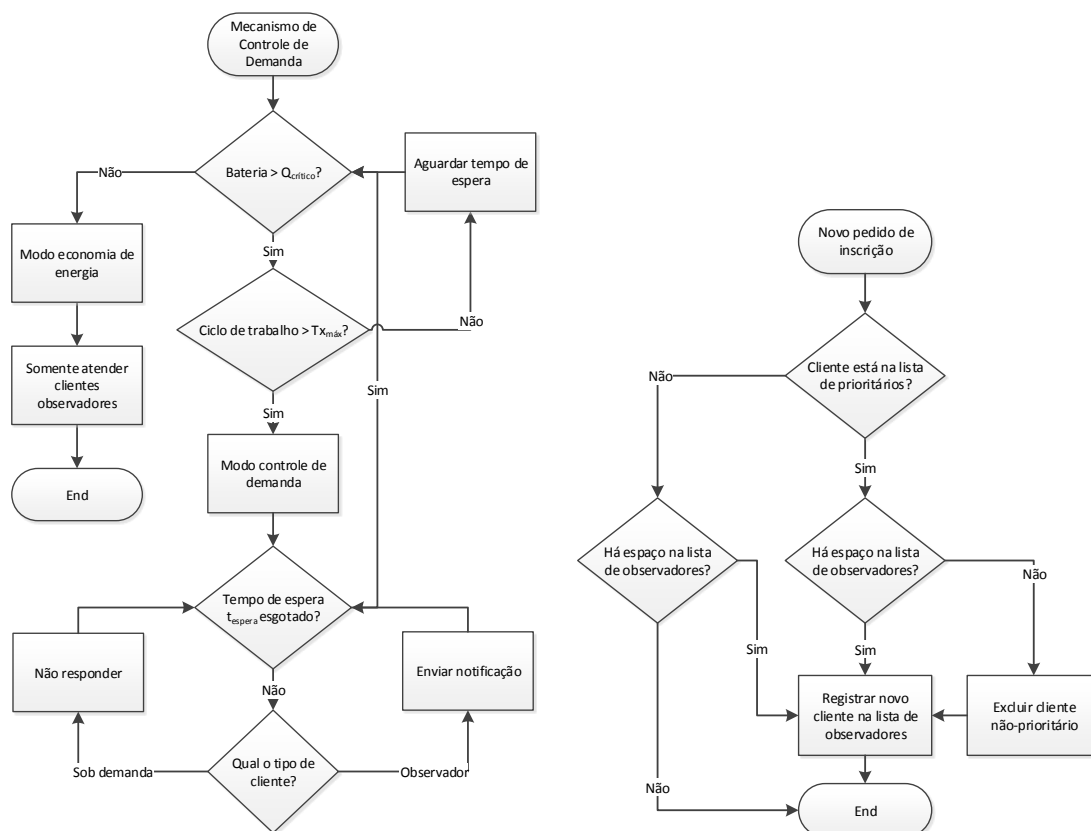 Mecanismo de
Controle de
Demanda
Bateria > Qcrítico?
Aguardar tempo de
espera
Não
Sim
Modo economia de
energia
Ciclo de trabalho > Txmáx?
Não
Somente atender
clientes
observadores
Sim
Sim
Modo controle de
demanda
End
Tempo de espera
tespera esgotado?
Não responder
Enviar notificação
Não
Qual o tipo de
cliente?
Sob demanda
Observador
Novo pedido de
inscrição
Cliente está na lista
de prioritários?
Não
Sim
Há espaço na lista
de observadores?
Há espaço na lista
de observadores?
Não
Sim
Sim
Registrar novo
cliente na lista de
observadores
Excluir cliente
não-prioritário
Não
End